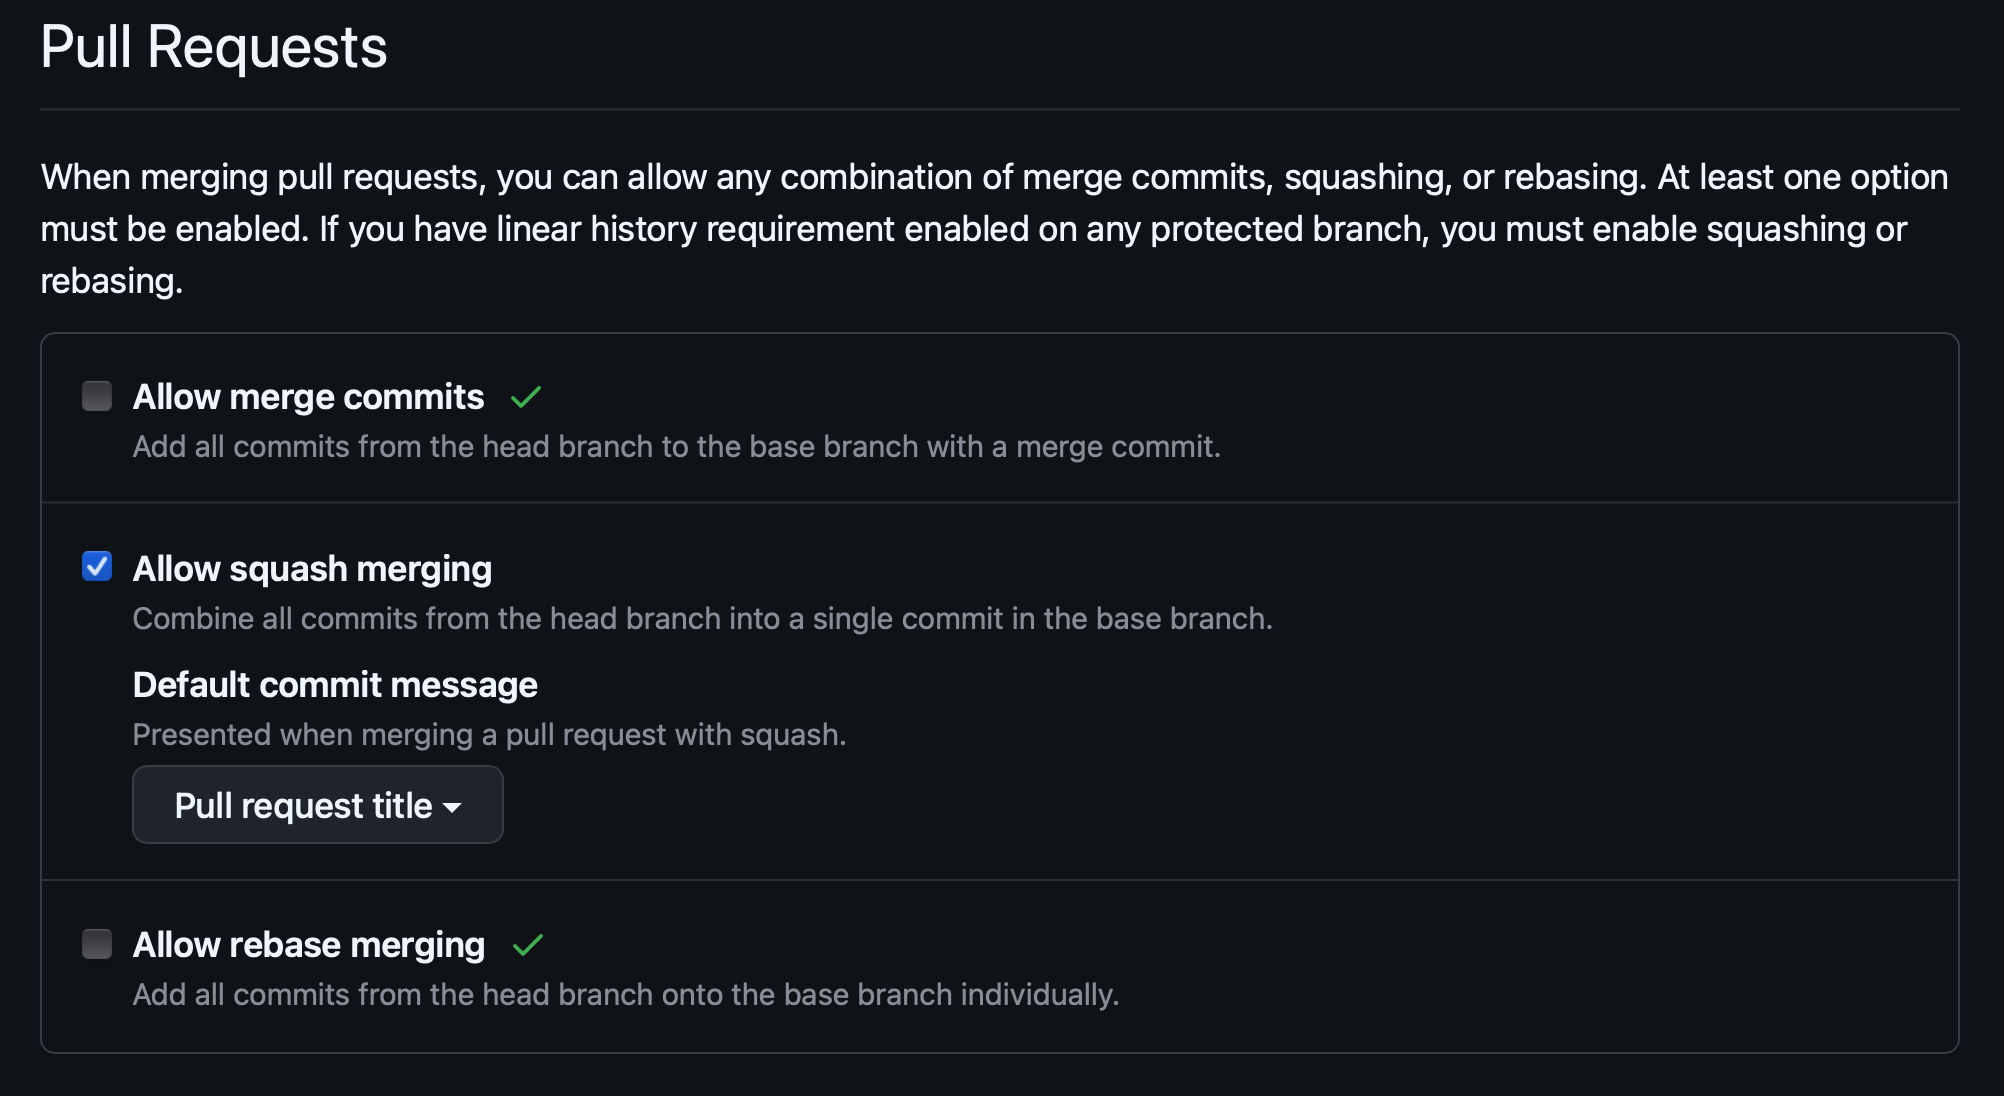 Pull Requests
When merging pull requests, you can allow any combination of merge commits, squashing, or rebasing. At least one option
must be enabled. If you have linear history requirement enabled on any protected branch, you must enable squashing or
rebasing.
Allow merge commits
Add all commits from the head branch to the base branch with a merge commit.
Allow squash merging
Combine all commits from the head branch into a single commit in the base branch.
Default commit message
Presented when merging a pull request with squash.
Pull request title
Allow rebase merging
Add all commits from the head branch onto the base branch individually.